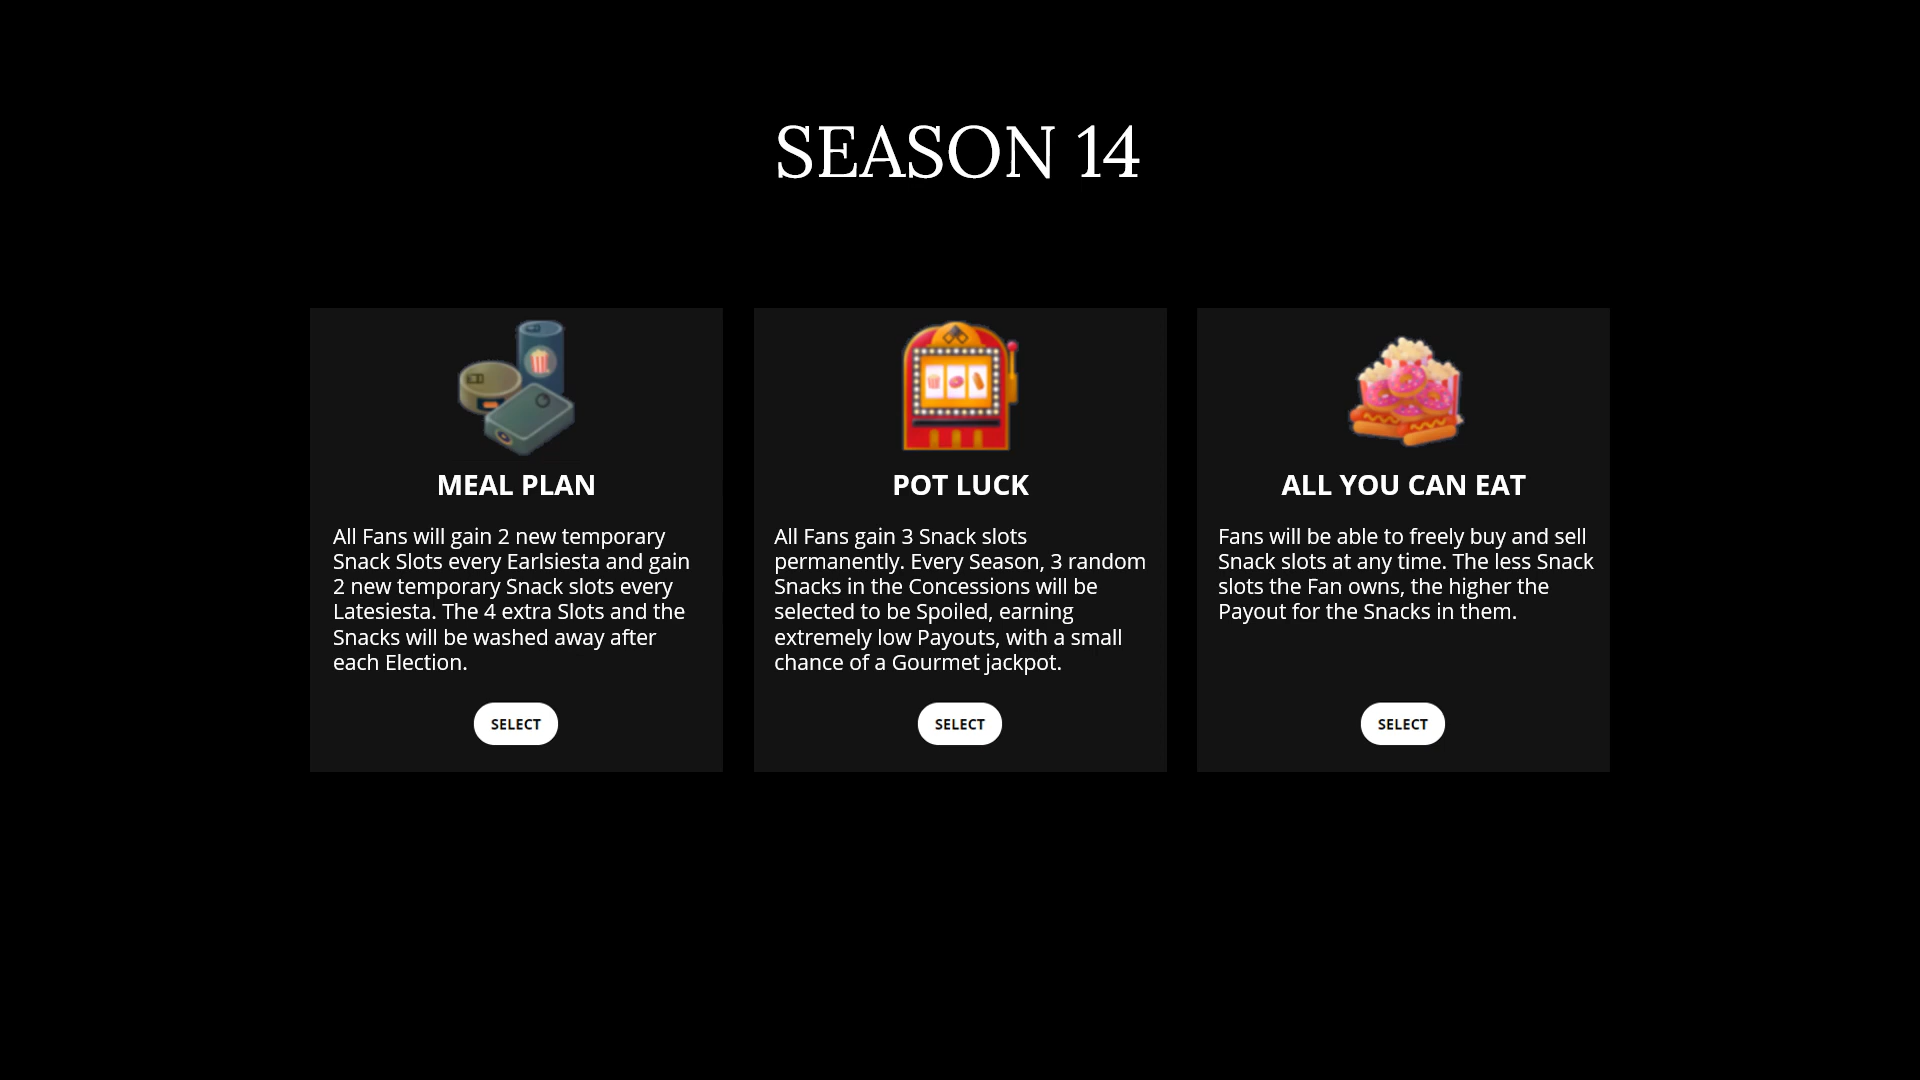 SEASON 14
MEAL PLAN
All Fans will gain 2 new temporary
Snack Slots every Earlsiesta and gain
2 new temporary Snack slots every
Latesiesta. The 4 extra Slots and the
Snacks will be washed away after
each Election.
SELECT
POT LUCK
All Fans gain 3 Snack slots
permanently. Every Season, 3 random
Snacks in the Concessions will be
selected to be Spoiled, earning
extremely low Payouts, with a small
chance of a Gourmet jackpot.
SELECT
ALL YOU CAN EAT
Fans will be able to freely buy and sell
Snack slots at any time. The less Snack
slots the Fan owns, the higher the
Payout for the Snacks in them.
SELECT